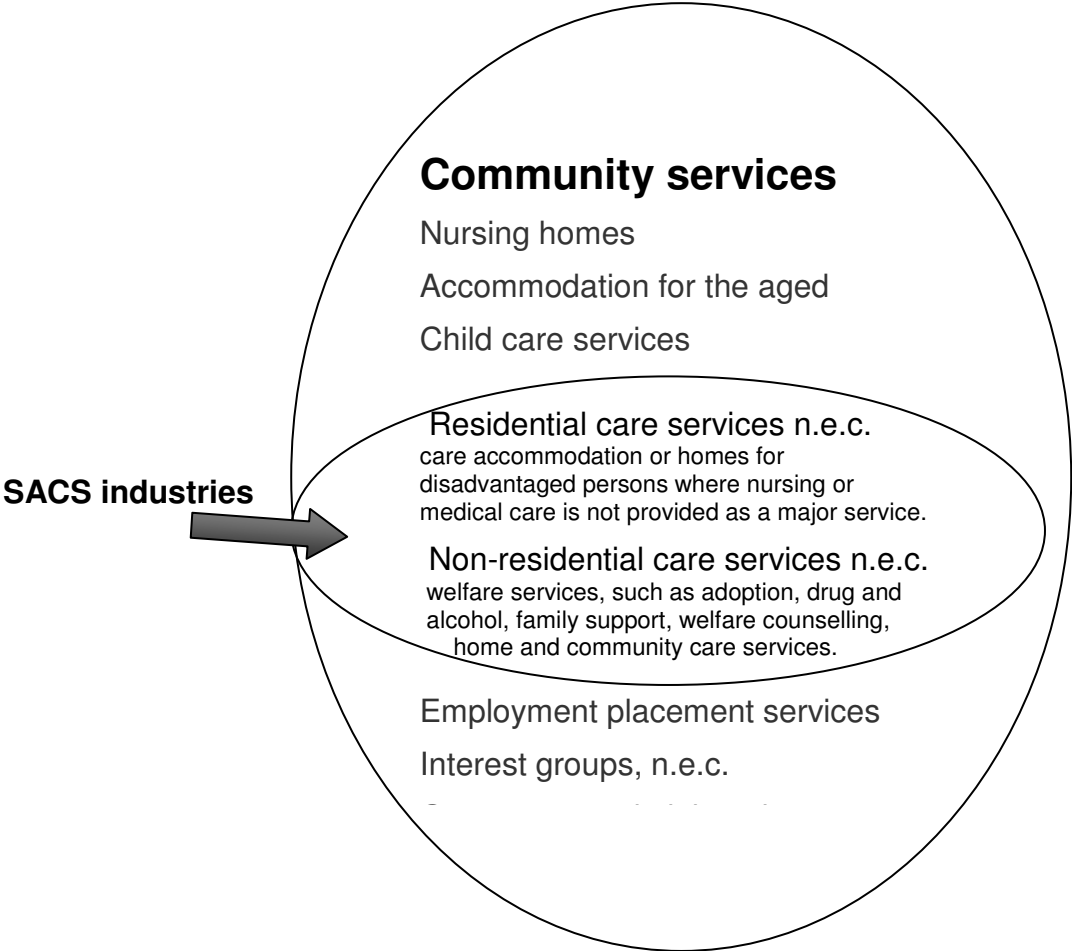 Community services
Nursing homes
Accommodation for the aged
Child care services
Residential care services n.e.c.
care accommodation or homes for
disadvantaged persons where nursing or
medical care is not provided as a major service.
SACS industries
Non-residential care services n.e.c.
welfare services, such as adoption, drug and
alcohol, family support, welfare counselling,
home and community care services.
Employment placement services
Interest groups, n.e.c.